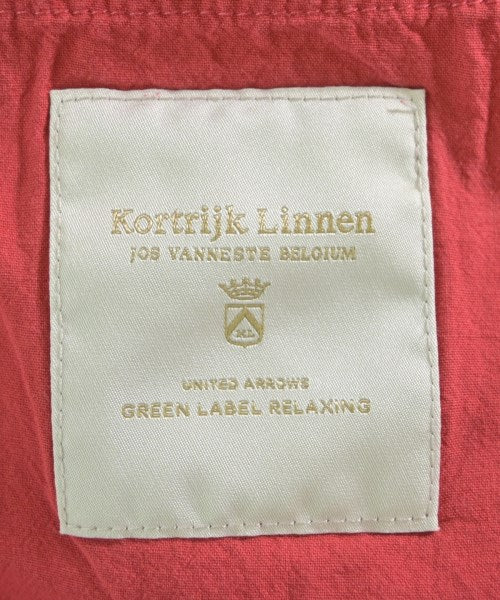 Kortrijk Linnen
JOS VANNESTE BELGIUM
UNITED ARROWS
GREEN LABEL RELAXING